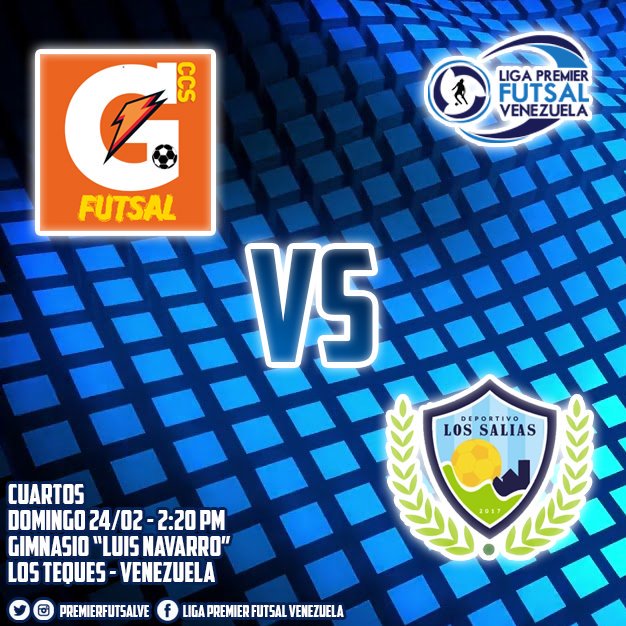 G
CCS
FUTSAL
LIGA PREMIER
FUTSAL
VENEZUELA
VS
DEPORTIVO
LOS SALIAS
2017
CUARTOS
DOMINGO 24/02 - 2:20 PM
GIMNASIO "LUIS NAVARRO"
LOS TEQUES - VENEZUELA
PREMIERFUTSALVE LIGA PREMIER FUTSAL VENEZUELA